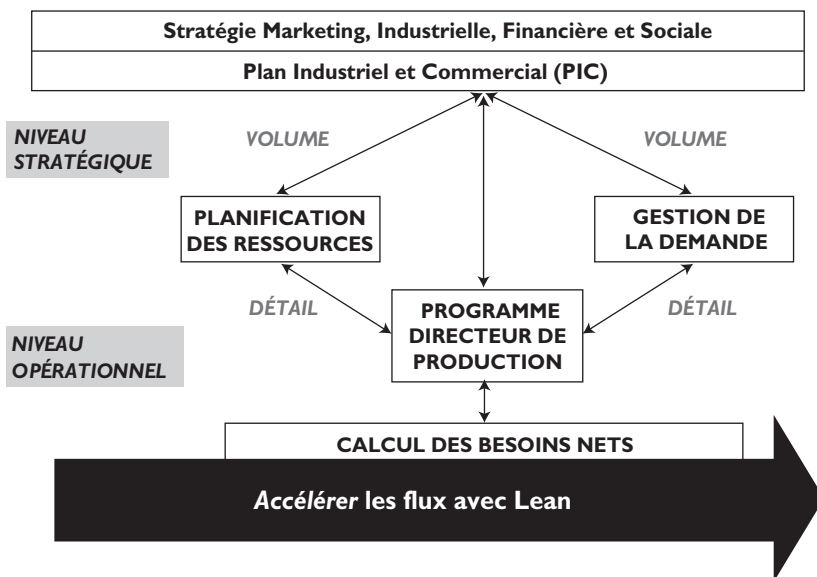 Stratégie Marketing, Industrielle, Financière et Sociale
Plan Industriel et Commercial (PIC)
NIVEAU
STRATÉGIQUE
VOLUME
VOLUME
PLANIFICATION
DES RESSOURCES
GESTION DE
LA DEMANDE
DÉTAIL
DÉTAIL
PROGRAMME
DIRECTEUR DE
PRODUCTION
NIVEAU
OPÉRATIONNEL
CALCUL DES BESOINS NETS
Accélérer les flux avec Lean